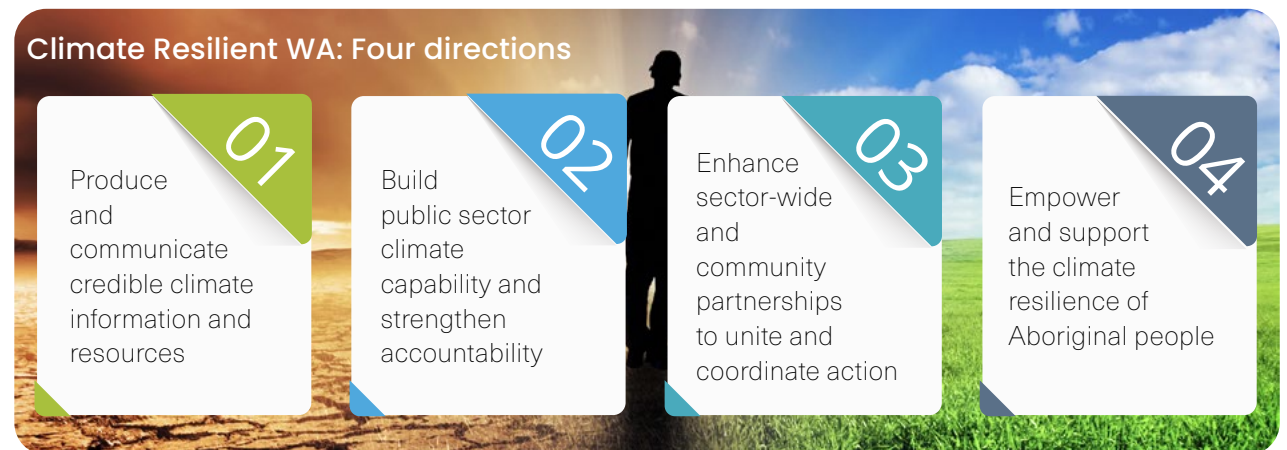 Climate Resilient WA: Four directions
01
Produce
and
communicate
credible climate
information and
resources
02
Build
public sector
climate
capability and
strengthen
accountability
03
Enhance
sector-wide
and
community
partnerships
to unite and
coordinate action
04
Empower
and support
the climate
resilience of
Aboriginal people